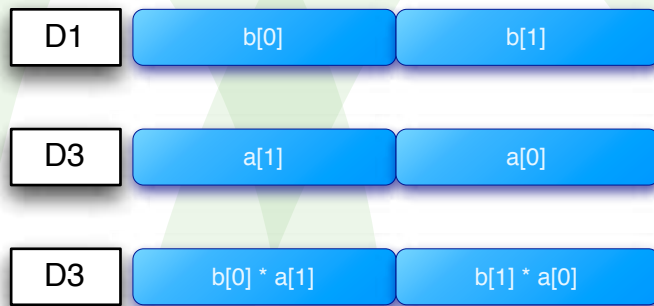 D1 b[0] b[1]
D3 a[1] a[0]
D3 b[0] * a[1] b[1] * a[0]